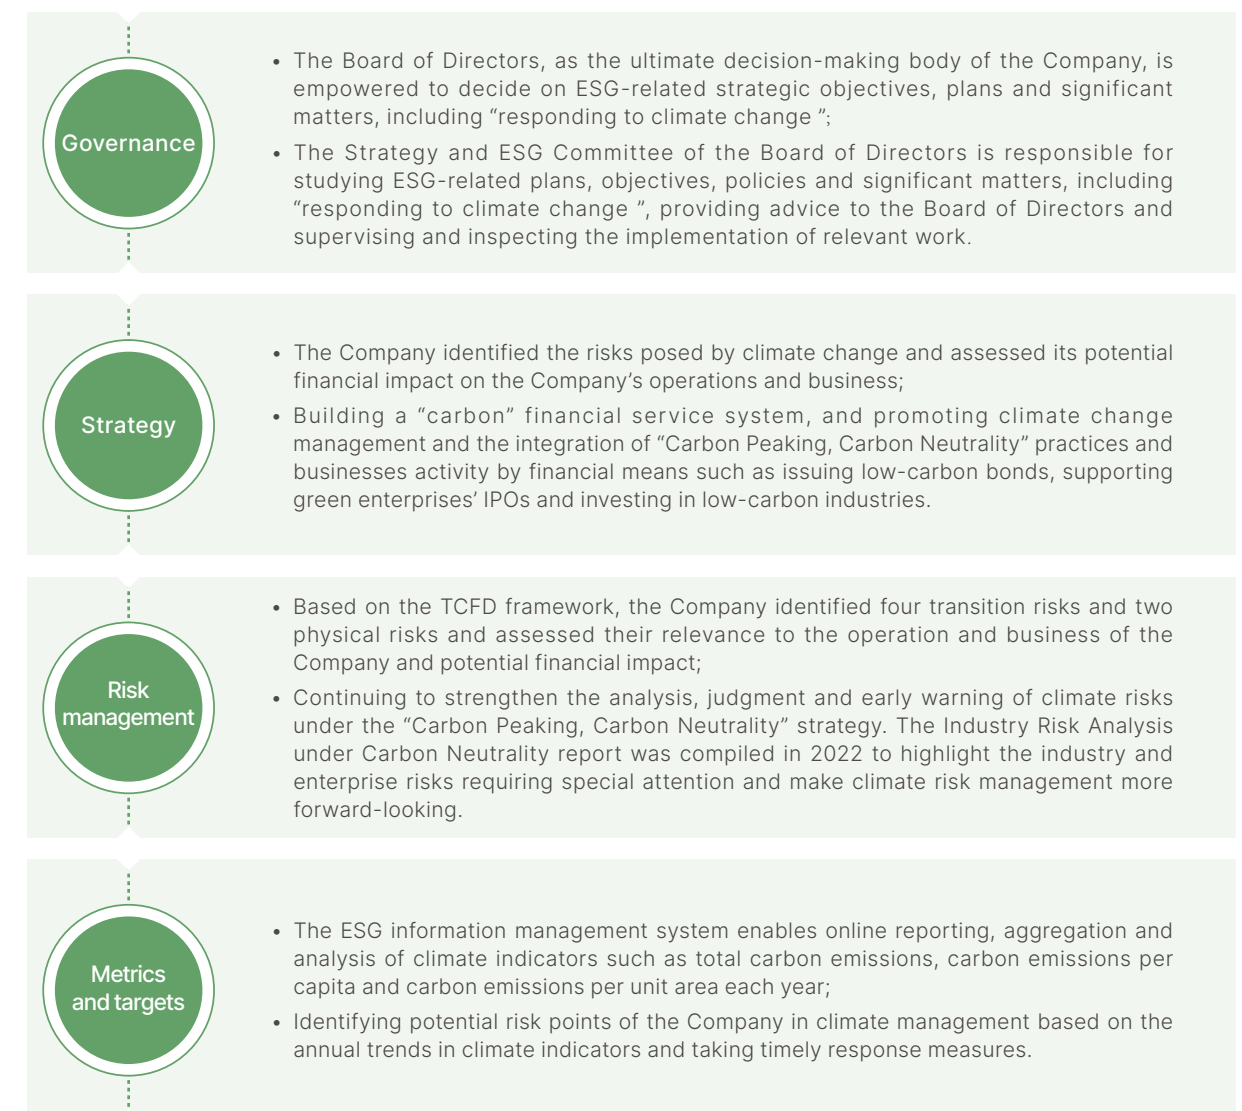 Governance
• The Board of Directors, as the ultimate decision-making body of the Company, is
empowered to decide on ESG-related strategic objectives, plans and significant
matters, including “responding to climate change ”;
• The Strategy and ESG Committee of the Board of Directors is responsible for
studying ESG-related plans, objectives, policies and significant matters, including
“responding to climate change ”, providing advice to the Board of Directors and
supervising and inspecting the implementation of relevant work.
Strategy
• The Company identified the risks posed by climate change and assessed its potential
financial impact on the Company’s operations and business;
• Building a “carbon” financial service system, and promoting climate change
management and the integration of “Carbon Peaking, Carbon Neutrality” practices and
businesses activity by financial means such as issuing low-carbon bonds, supporting
green enterprises’ IPOs and investing in low-carbon industries.
Risk
management
• Based on the TCFD framework, the Company identified four transition risks and two
physical risks and assessed their relevance to the operation and business of the
Company and potential financial impact;
• Continuing to strengthen the analysis, judgment and early warning of climate risks
under the “Carbon Peaking, Carbon Neutrality” strategy. The Industry Risk Analysis
under Carbon Neutrality report was compiled in 2022 to highlight the industry and
enterprise risks requiring special attention and make climate risk management more
forward-looking.
Metrics
and targets
• The ESG information management system enables online reporting, aggregation and
analysis of climate indicators such as total carbon emissions, carbon emissions per
capita and carbon emissions per unit area each year;
• Identifying potential risk points of the Company in climate management based on the
annual trends in climate indicators and taking timely response measures.